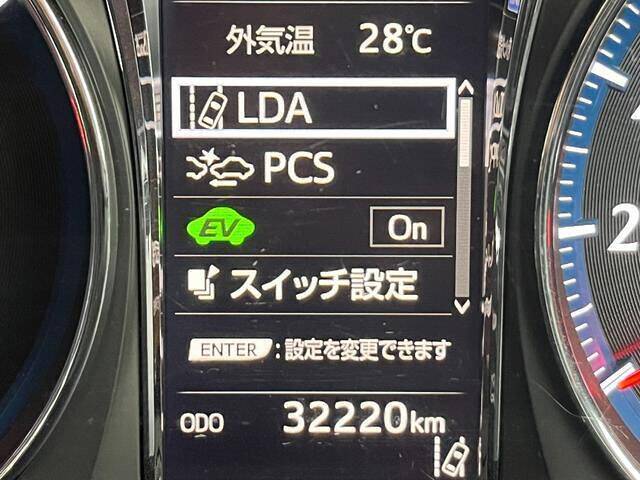 外気温 28℃
LDA
PCS
EV On
スイッチ設定
ENTER : 設定を変更できます
ODO 32220km
2